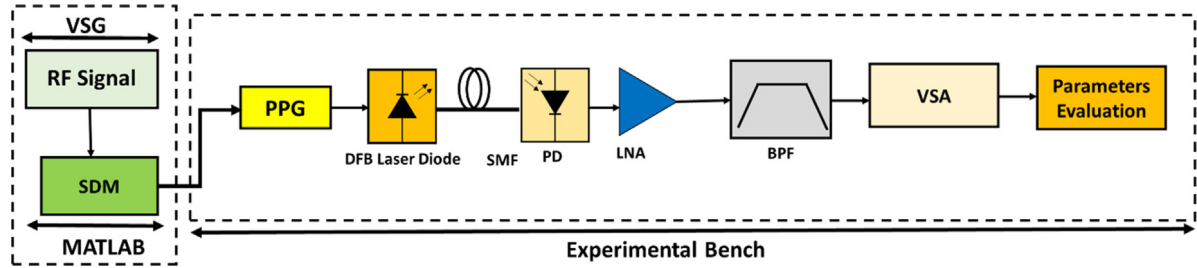 VSG
RF Signal
SDM
MATLAB
PPG
DFB Laser Diode
SMF
PD
LNA
BPF
VSA
Parameters
Evaluation
Experimental Bench